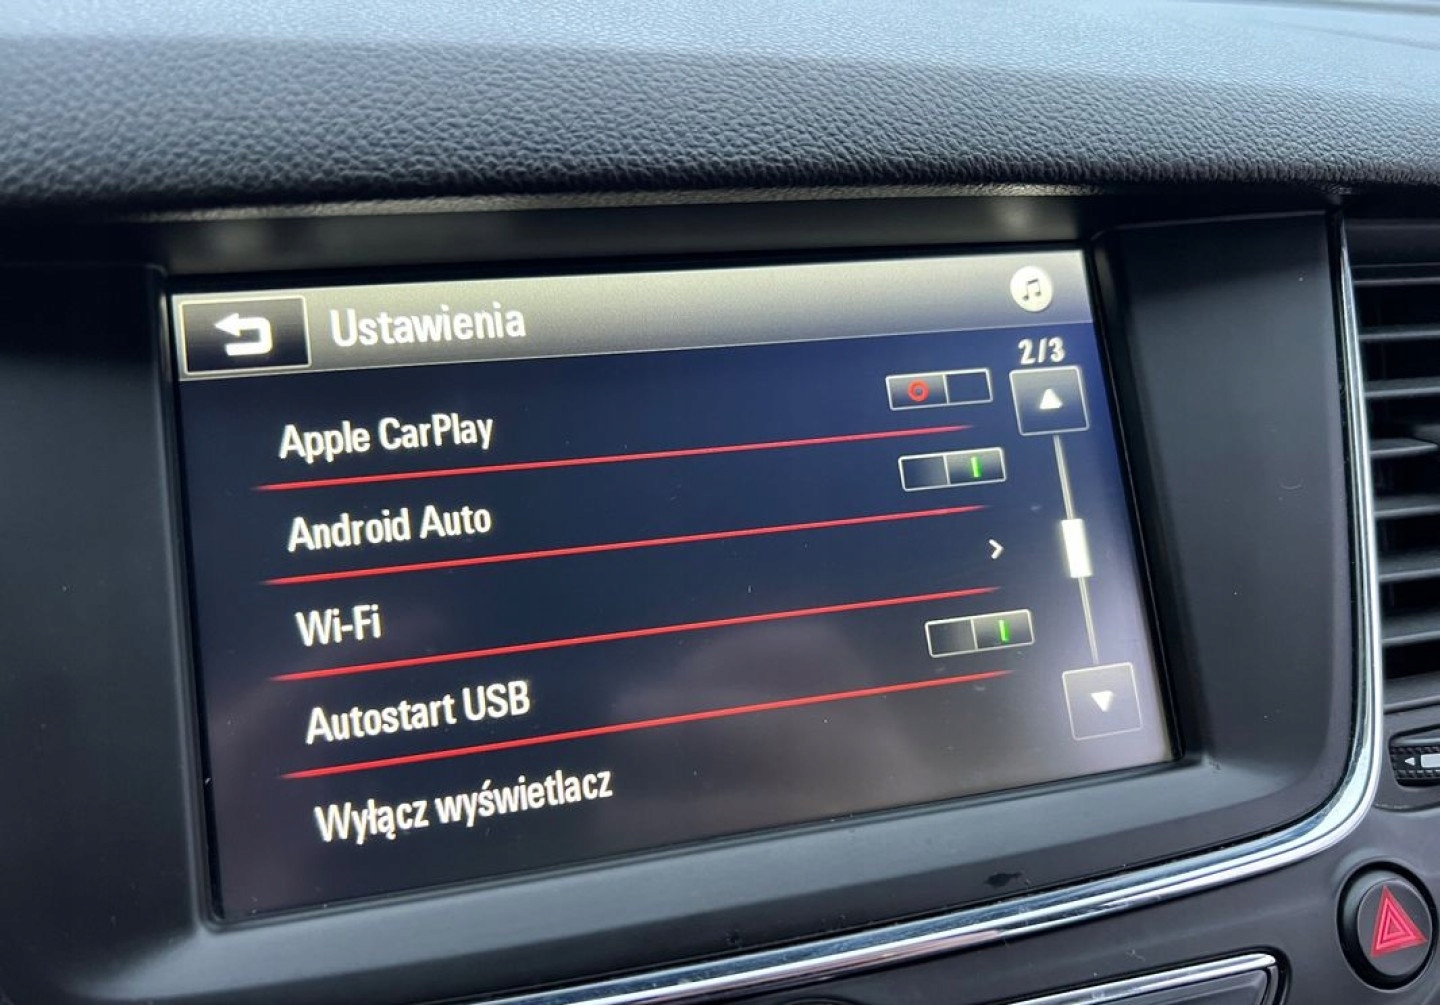 Ustawienia
2/3
Apple CarPlay
Android Auto
Wi-Fi
Autostart USB
Wyłącz wyświetlacz